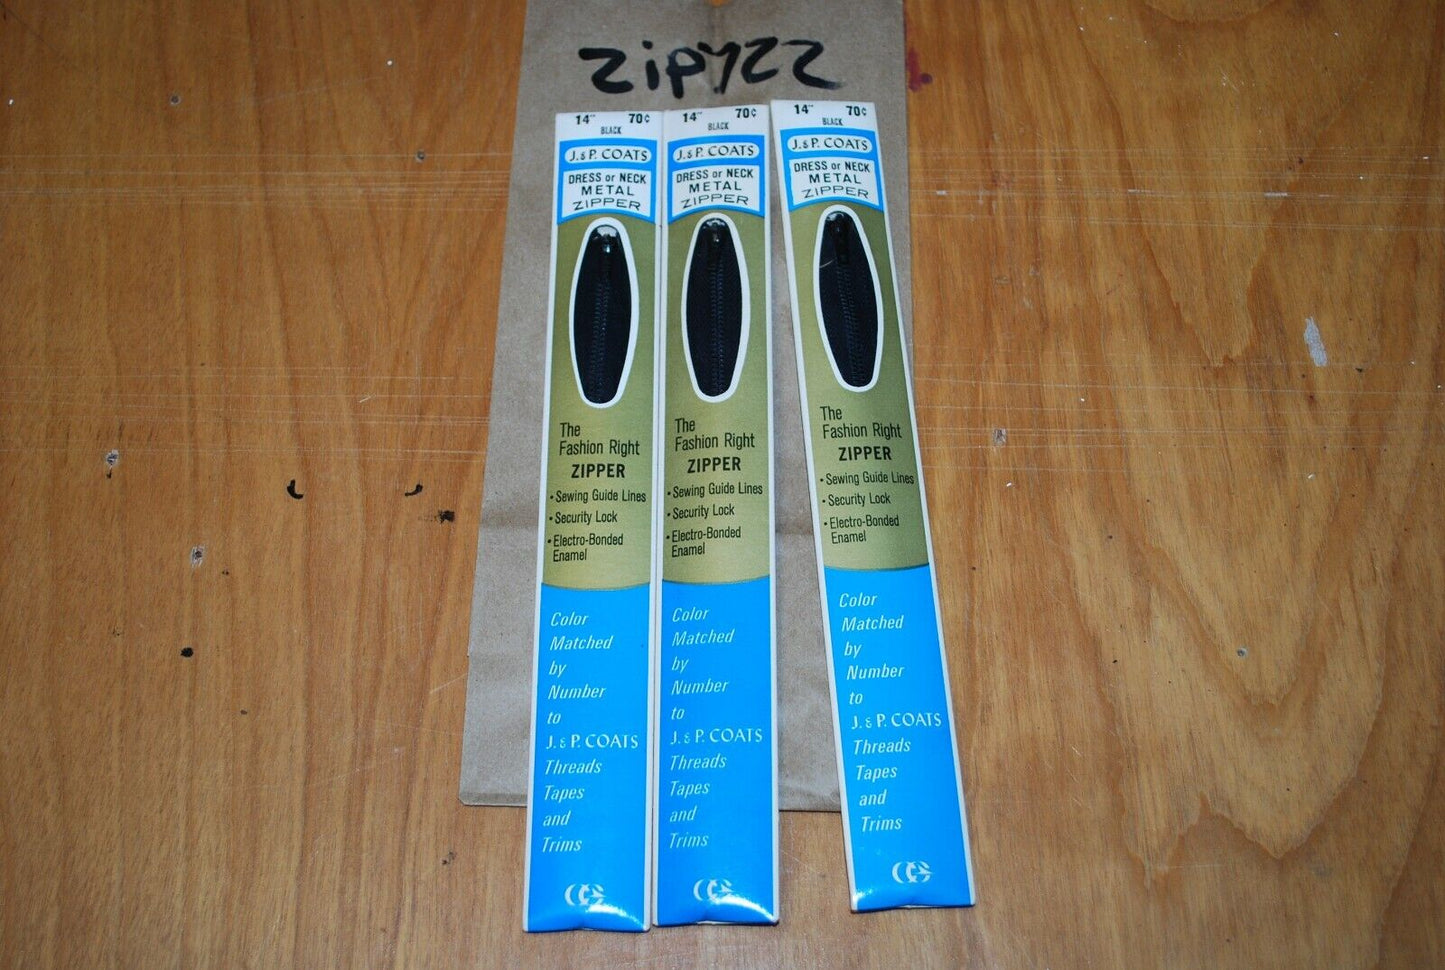 zipyzz
14" 70¢
BLACK
J. & P. COATS
DRESS or NECK
METAL
ZIPPER
The
Fashion Right
ZIPPER
• Sewing Guide Lines
• Security Lock
• Electro-Bonded
Enamel
Color
Matched
by
Number
to
J. & P. COATS
Threads
Tapes
and
Trims
14" 70¢
BLACK
J. & P. COATS
DRESS or NECK
METAL
ZIPPER
The
Fashion Right
ZIPPER
• Sewing Guide Lines
• Security Lock
• Electro-Bonded
Enamel
Color
Matched
by
Number
to
J. & P. COATS
Threads
Tapes
and
Trims
14" 70¢
BLACK
J. & P. COATS
DRESS or NECK
METAL
ZIPPER
The
Fashion Right
ZIPPER
• Sewing Guide Lines
• Security Lock
• Electro-Bonded
Enamel
Color
Matched
by
Number
to
J. & P. COATS
Threads
Tapes
and
Trims